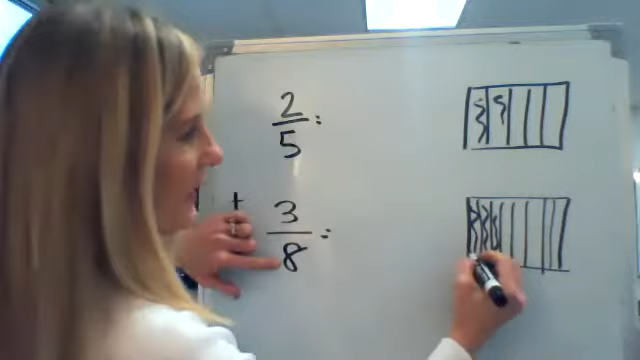 2/5 :
+ 3/8 :